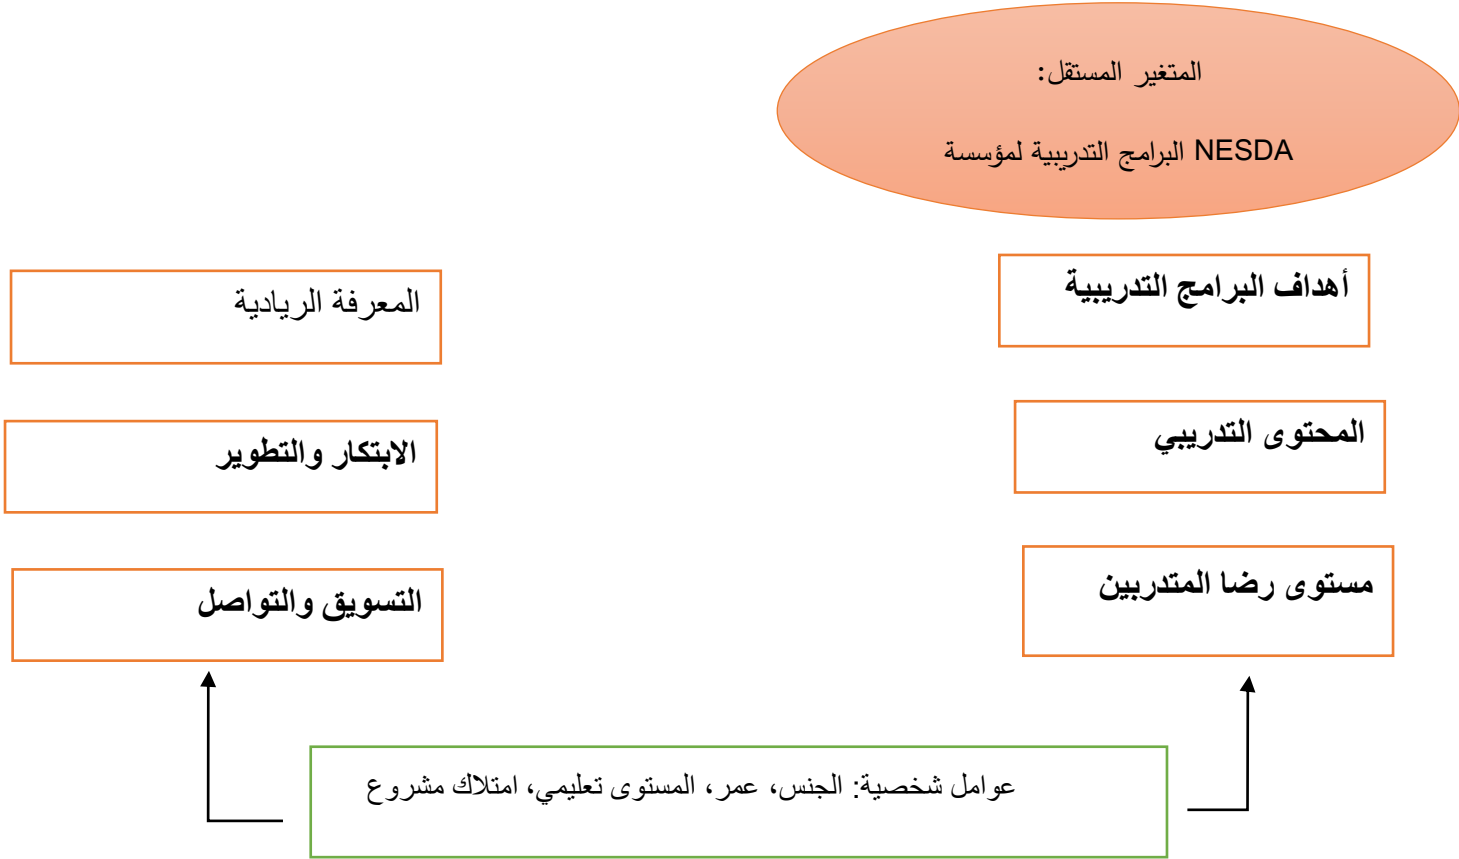 المتغير المستقل:
البرامج التدريبية لمؤسسة NESDA
أهداف البرامج التدريبية
المعرفة الريادية
المحتوى التدريبي
الابتكار والتطوير
مستوى رضا المتدربين
التسويق والتواصل
عوامل شخصية: الجنس، عمر، المستوى تعليمي، امتلاك مشروع